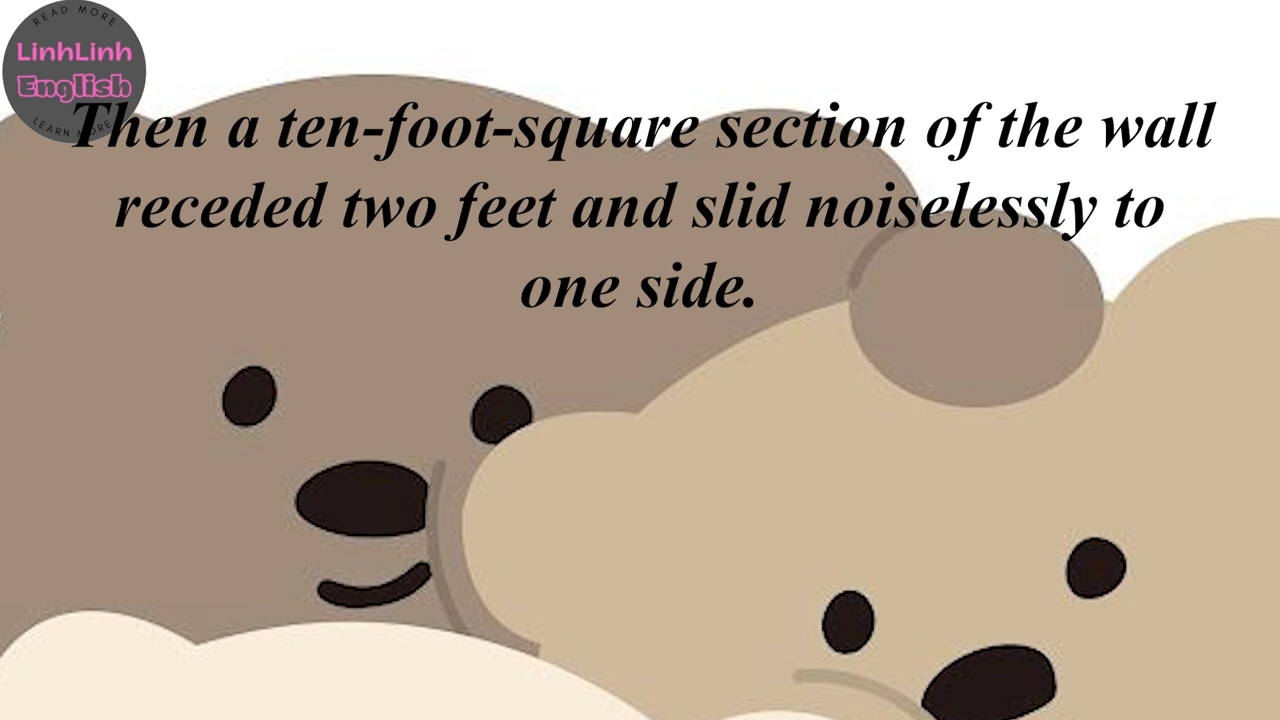 READ MORE
LinhLinh
English
LEARN MORE
Then a ten-foot-square section of the wall
receded two feet and slid noiselessly to
one side.